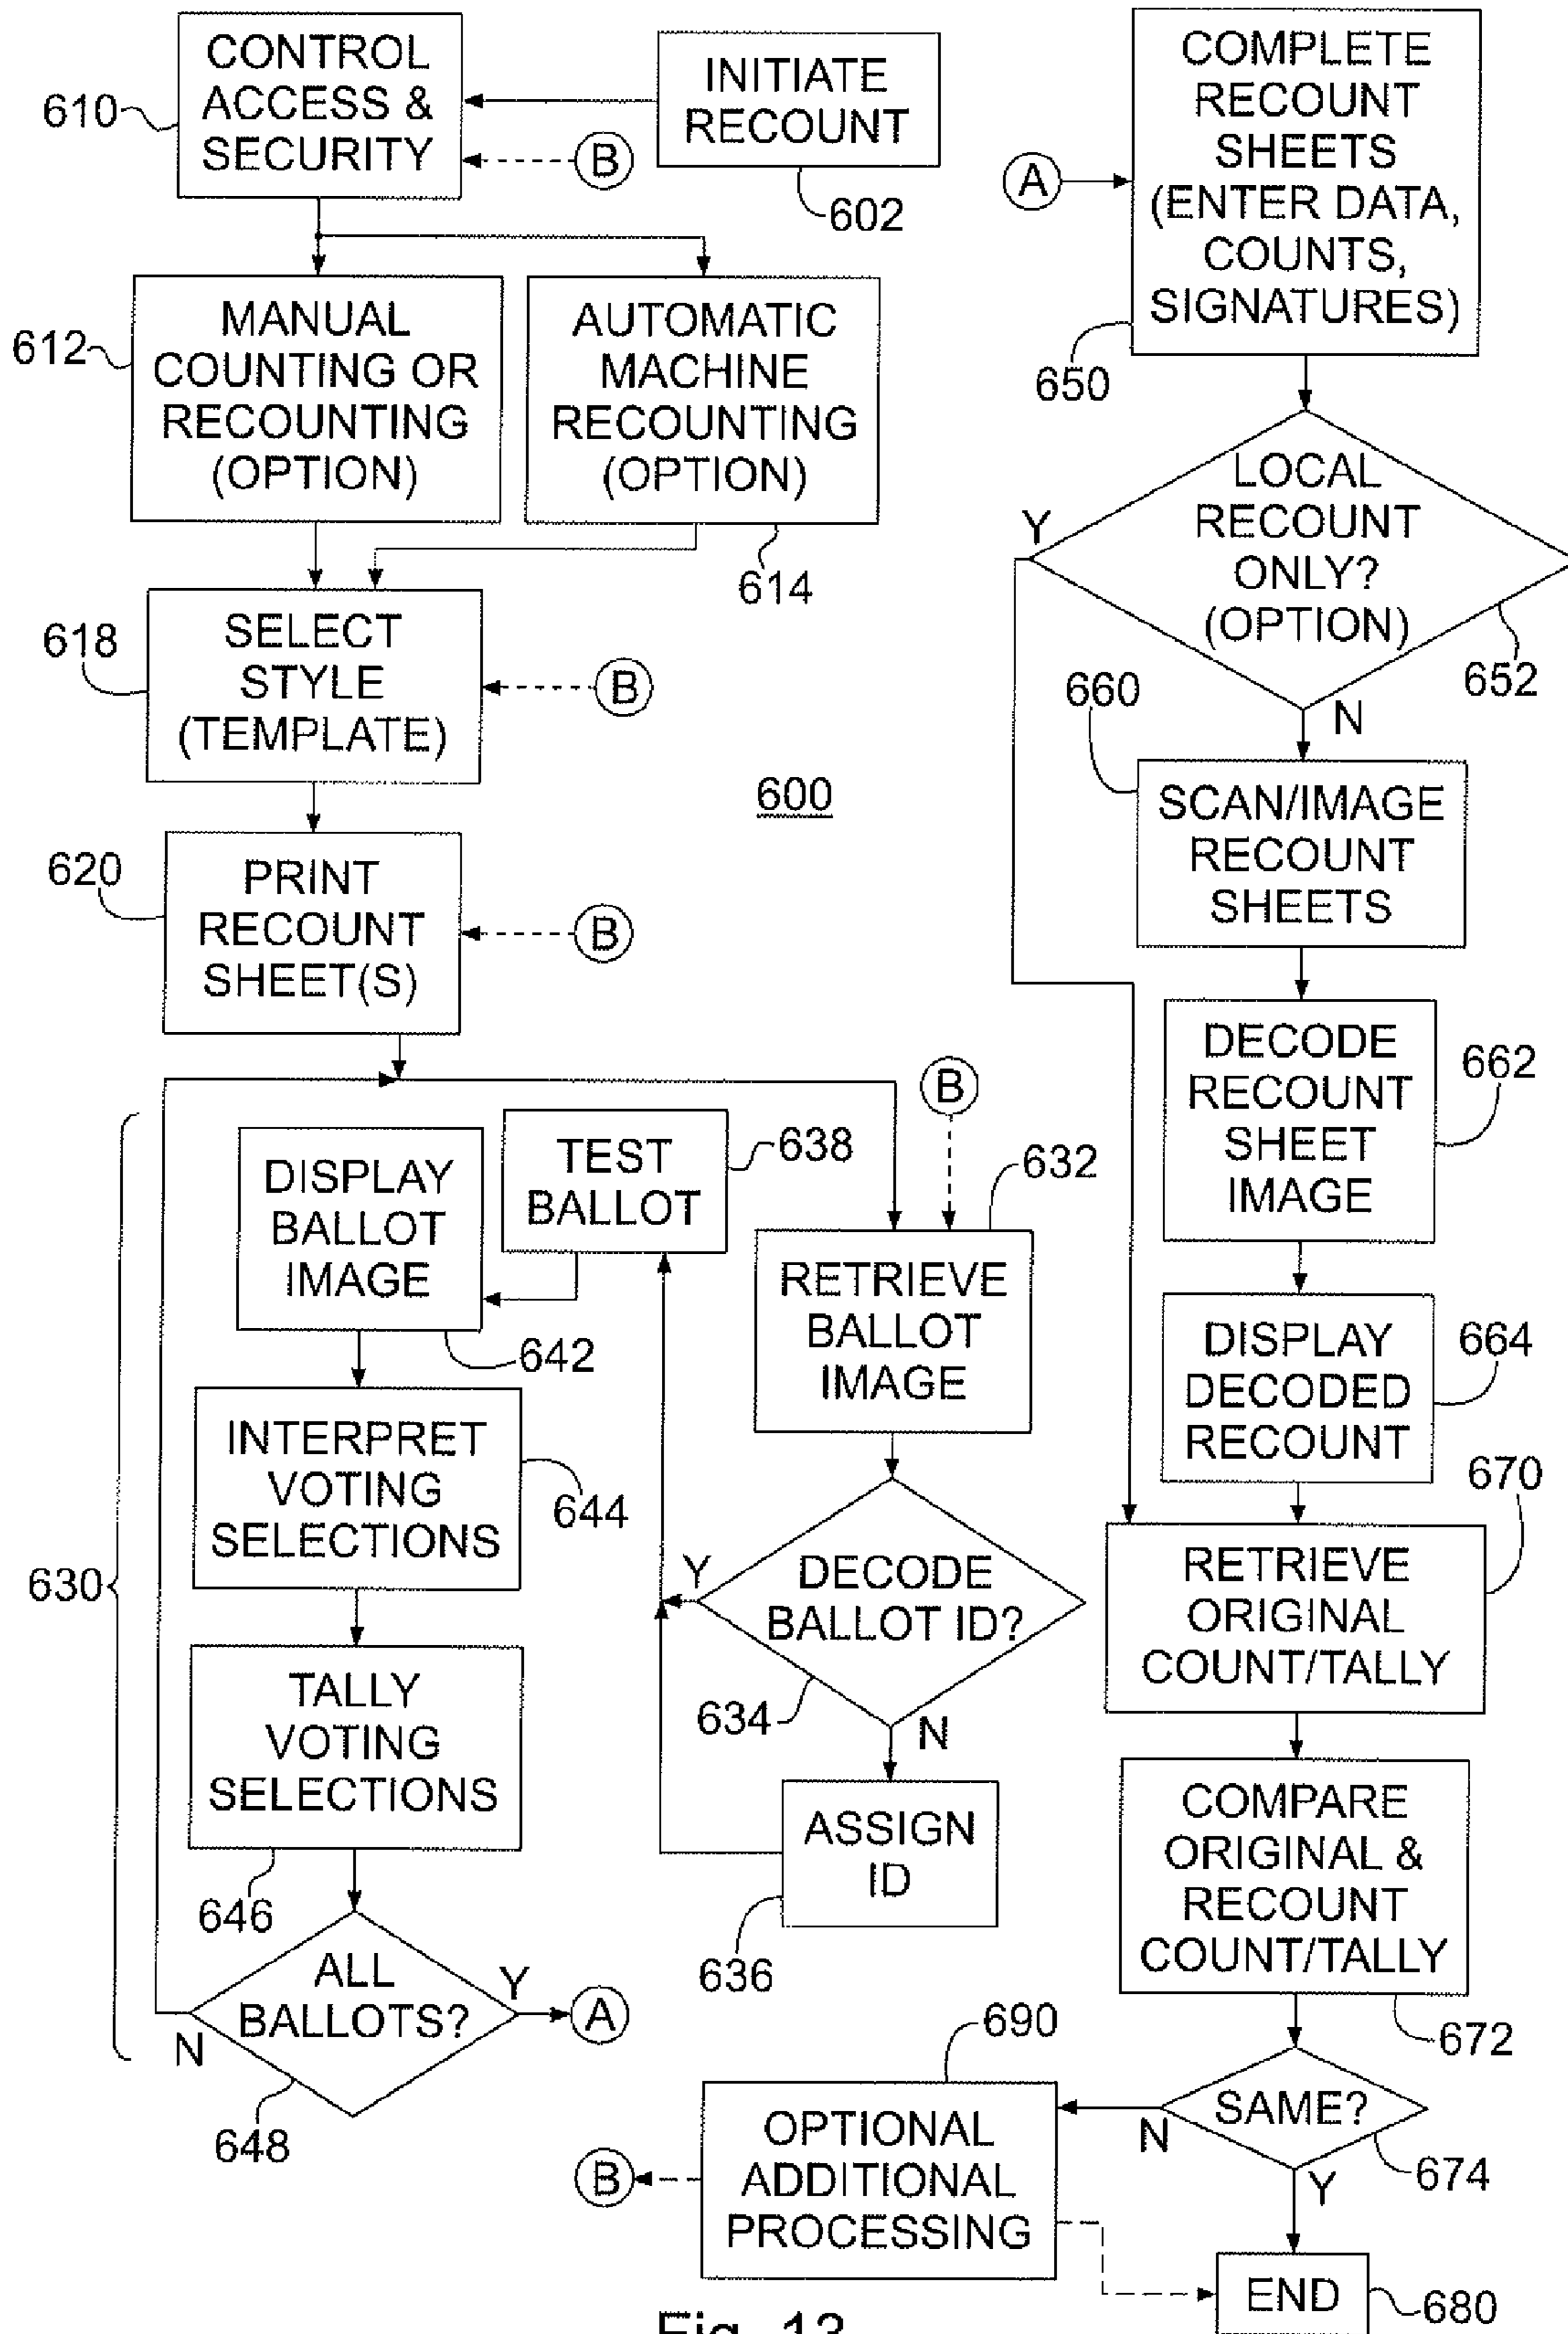 CONTROL
ACCESS &
SECURITY
610
INITIATE
RECOUNT
602
B
MANUAL
COUNTING OR
RECOUNTING
(OPTION)
612
AUTOMATIC
MACHINE
RECOUNTING
(OPTION)
614
SELECT
STYLE
(TEMPLATE)
618
B
600
PRINT
RECOUNT
SHEET(S)
620
B
630
DISPLAY
BALLOT
IMAGE
642
TEST
BALLOT
638
B
632
RETRIEVE
BALLOT
IMAGE
INTERPRET
VOTING
SELECTIONS
644
Y
DECODE
BALLOT ID?
634
N
TALLY
VOTING
SELECTIONS
646
ASSIGN
ID
636
ALL
BALLOTS?
Y
A
N
648
A
COMPLETE
RECOUNT
SHEETS
(ENTER DATA,
COUNTS,
SIGNATURES)
650
LOCAL
RECOUNT
ONLY?
(OPTION)
Y
652
N
660
SCAN/IMAGE
RECOUNT
SHEETS
DECODE
RECOUNT
SHEET
IMAGE
662
DISPLAY
DECODED
RECOUNT
664
670
RETRIEVE
ORIGINAL
COUNT/TALLY
COMPARE
ORIGINAL &
RECOUNT
COUNT/TALLY
672
SAME?
N
674
Y
690
OPTIONAL
ADDITIONAL
PROCESSING
B
END
680
Fig. 13